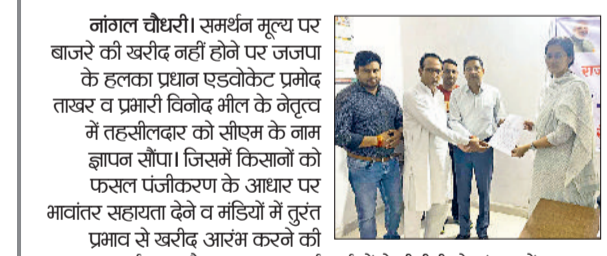 नांगल चौधरी। समर्थन मूल्य पर
बाजरे की खरीद नहीं होने पर जजपा
के हलका प्रधान एडवोकेट प्रमोद
ताखर व प्रभारी विनोद भील के नेतृत्व
में तहसीलदार को सीएम के नाम
ज्ञापन सौंपा। जिसमें किसानों को
फसल पंजीकरण के आधार पर
भावांतर सहायता देने व मंडियों में तुरंत
प्रभाव से खरीद आरंभ करने की